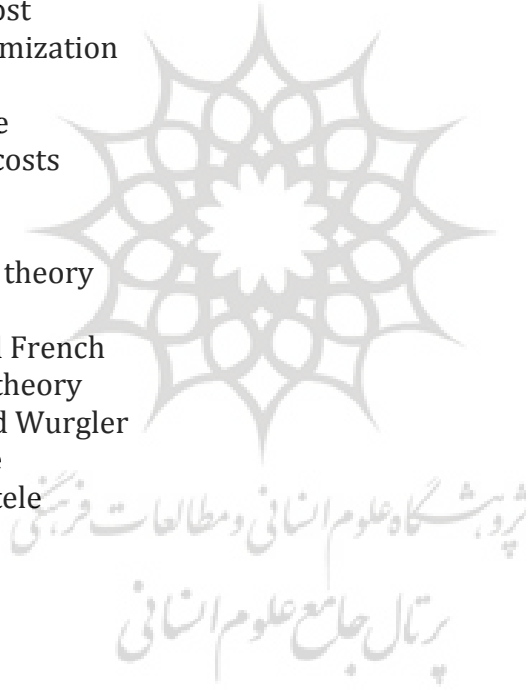 ost
mization
e
costs
theory
l French
theory
d Wurgler
e
tele
پژوهشگاه علوم انسانی و مطالعات فرهنگی
پرتال جامع علوم انسانی